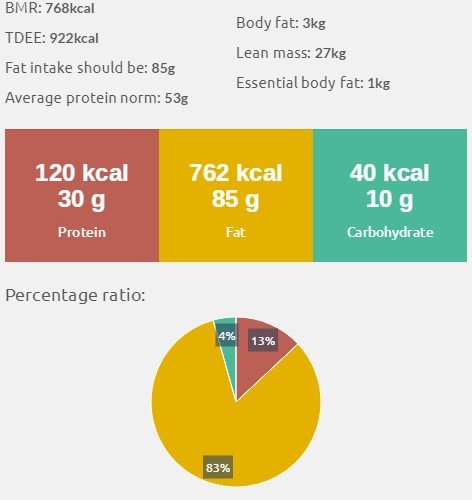 BMR: 768kcal
TDEE: 922kcal
Fat intake should be: 85g
Average protein norm: 53g
Body fat: 3kg
Lean mass: 27kg
Essential body fat: 1kg
120 kcal
30 g
Protein
762 kcal
85 g
Fat
40 kcal
10 g
Carbohydrate
Percentage ratio:
4%
13%
83%